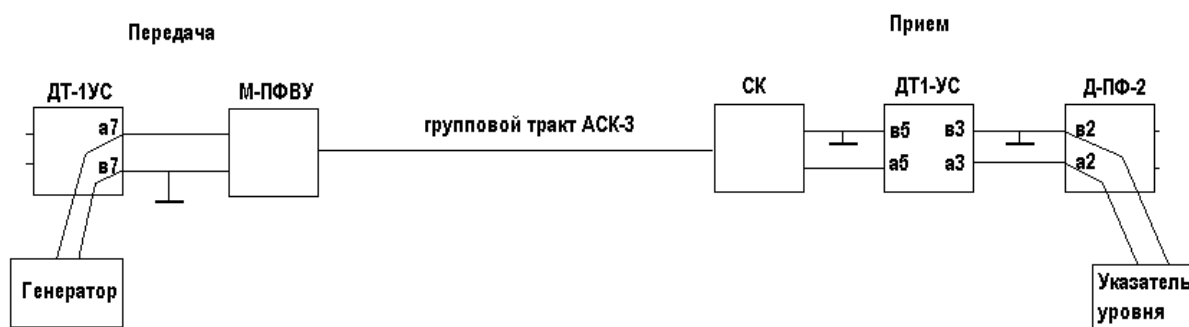 Передача
Прием
ДТ-1УС
М-ПФВУ
СК
ДТ1-УС
Д-ПФ-2
а7
в7
групповой тракт АСК-3
в5
а5
в3
а3
в2
а2
Генератор
Указатель
уровня